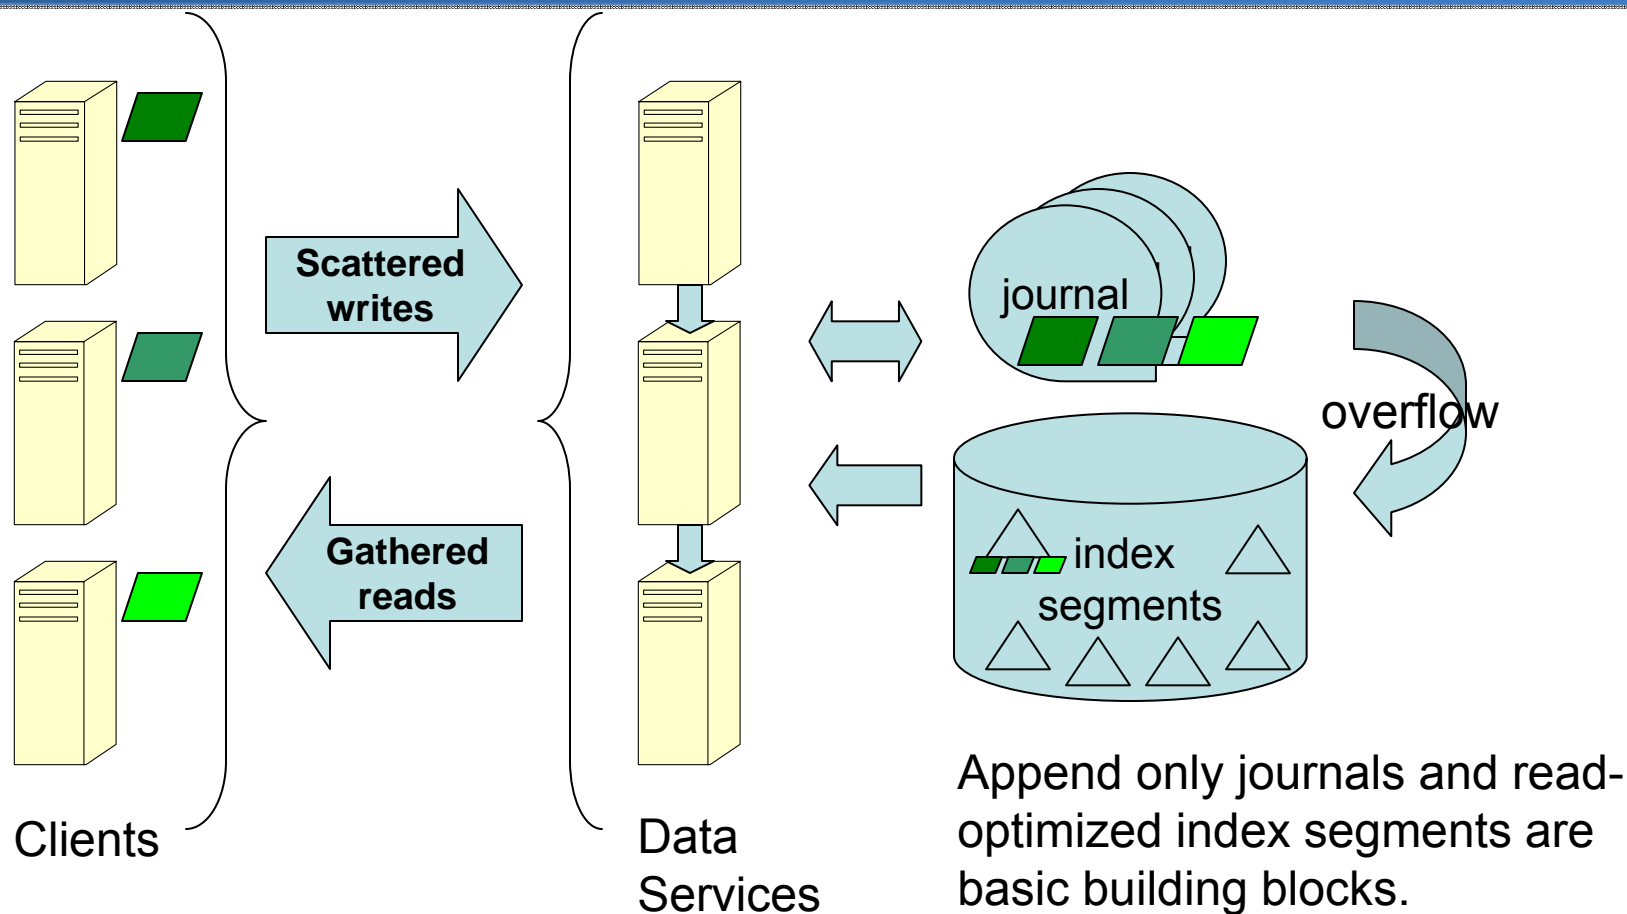 Scattered
writes
Gathered
reads
Clients
Data
Services
journal
overflow
index
segments
Append only journals and read-
optimized index segments are
basic building blocks.